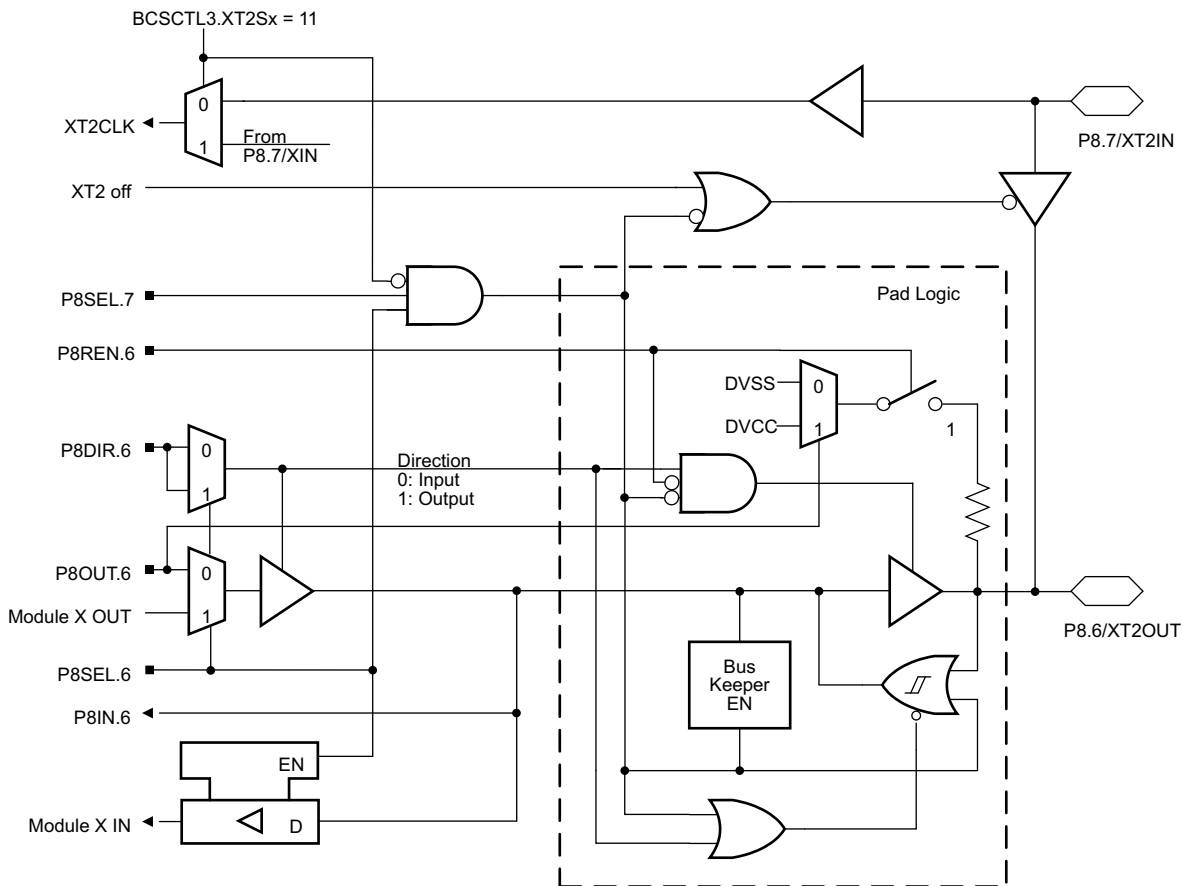 BCSCTL3.XT2Sx = 11
0
XT2CLK
1
From
P8.7/XIN
P8.7/XT2IN
XT2 off
P8SEL.7
Pad Logic
P8REN.6
DVSS
0
DVCC
1
1
P8DIR.6
0
1
Direction
0: Input
1: Output
P8OUT.6
0
Module X OUT
1
P8.6/XT2OUT
P8SEL.6
Bus
Keeper
EN
P8IN.6
EN
Module X IN
D